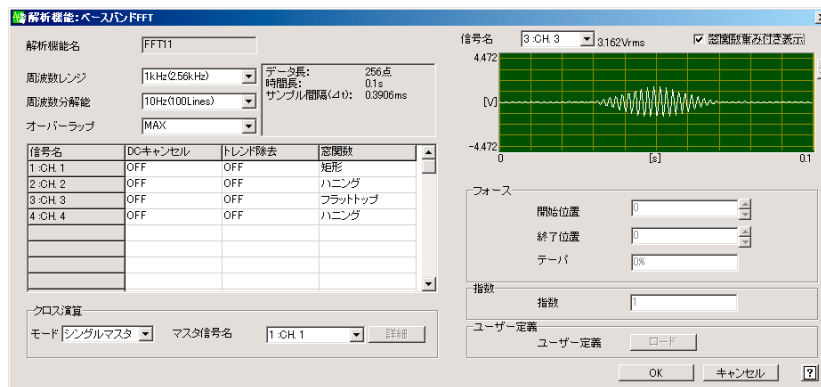 解析機能:ベースバンドFFT
解析機能名 FFT11
周波数レンジ 1kHz(2.56kHz)
周波数分解能 10Hz(100Lines)
オーバーラップ MAX
データ長: 256点
時間長: 0.1s
サンプル間隔(Δt): 0.3906ms
信号名 DCキャンセル トレンド除去 窓関数
1 :CH. 1 OFF OFF 矩形
2 :CH. 2 OFF OFF ハニング
3 :CH. 3 OFF OFF フラットトップ
4 :CH. 4 OFF OFF ハニング
クロス演算
モード シングルマスタ マスタ信号名 1 :CH. 1 詳細
信号名 3 :CH. 3 3.162Vrms 窓関数重み付き表示
4.472
[V]
-4.472
0 [s] 0.1
フォース
開始位置 0
終了位置 0
テーパ 0%
指数
指数 1
ユーザー定義
ユーザー定義 ロード
OK キャンセル ?